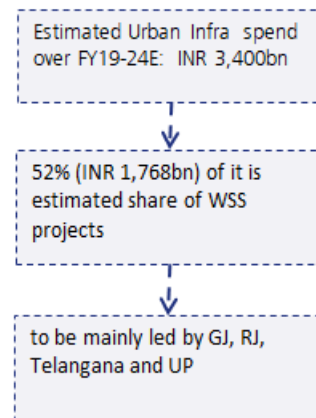 Estimated Urban Infra spend
over FY19-24E: INR 3,400bn
52% (INR 1,768bn) of it is
estimated share of WSS
projects
to be mainly led by GJ, RJ,
Telangana and UP